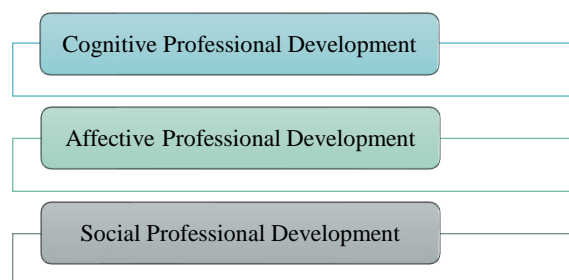 Cognitive Professional Development
Affective Professional Development
Social Professional Development